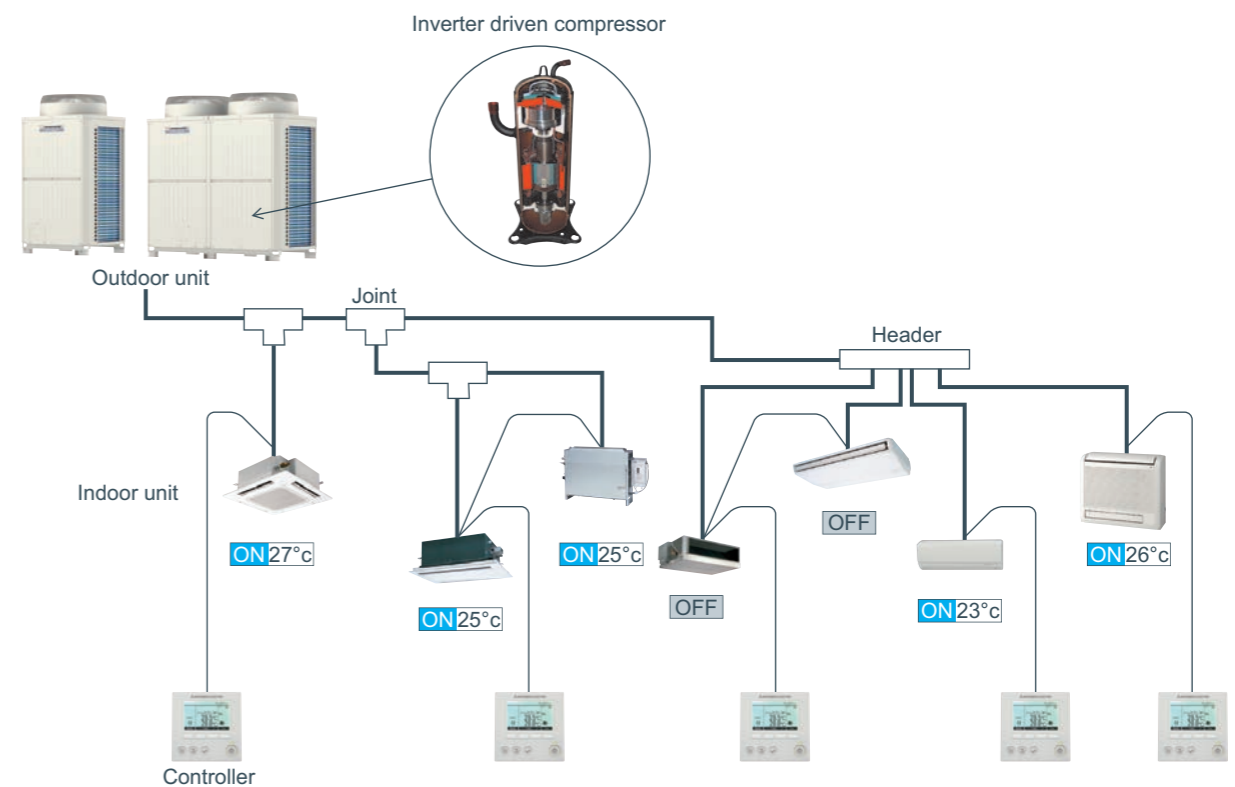 Inverter driven compressor
Outdoor unit
Joint
Header
Indoor unit
OFF
ON 27°c
ON 25°c
ON 26°c
OFF
ON 25°c
ON 23°c
Controller